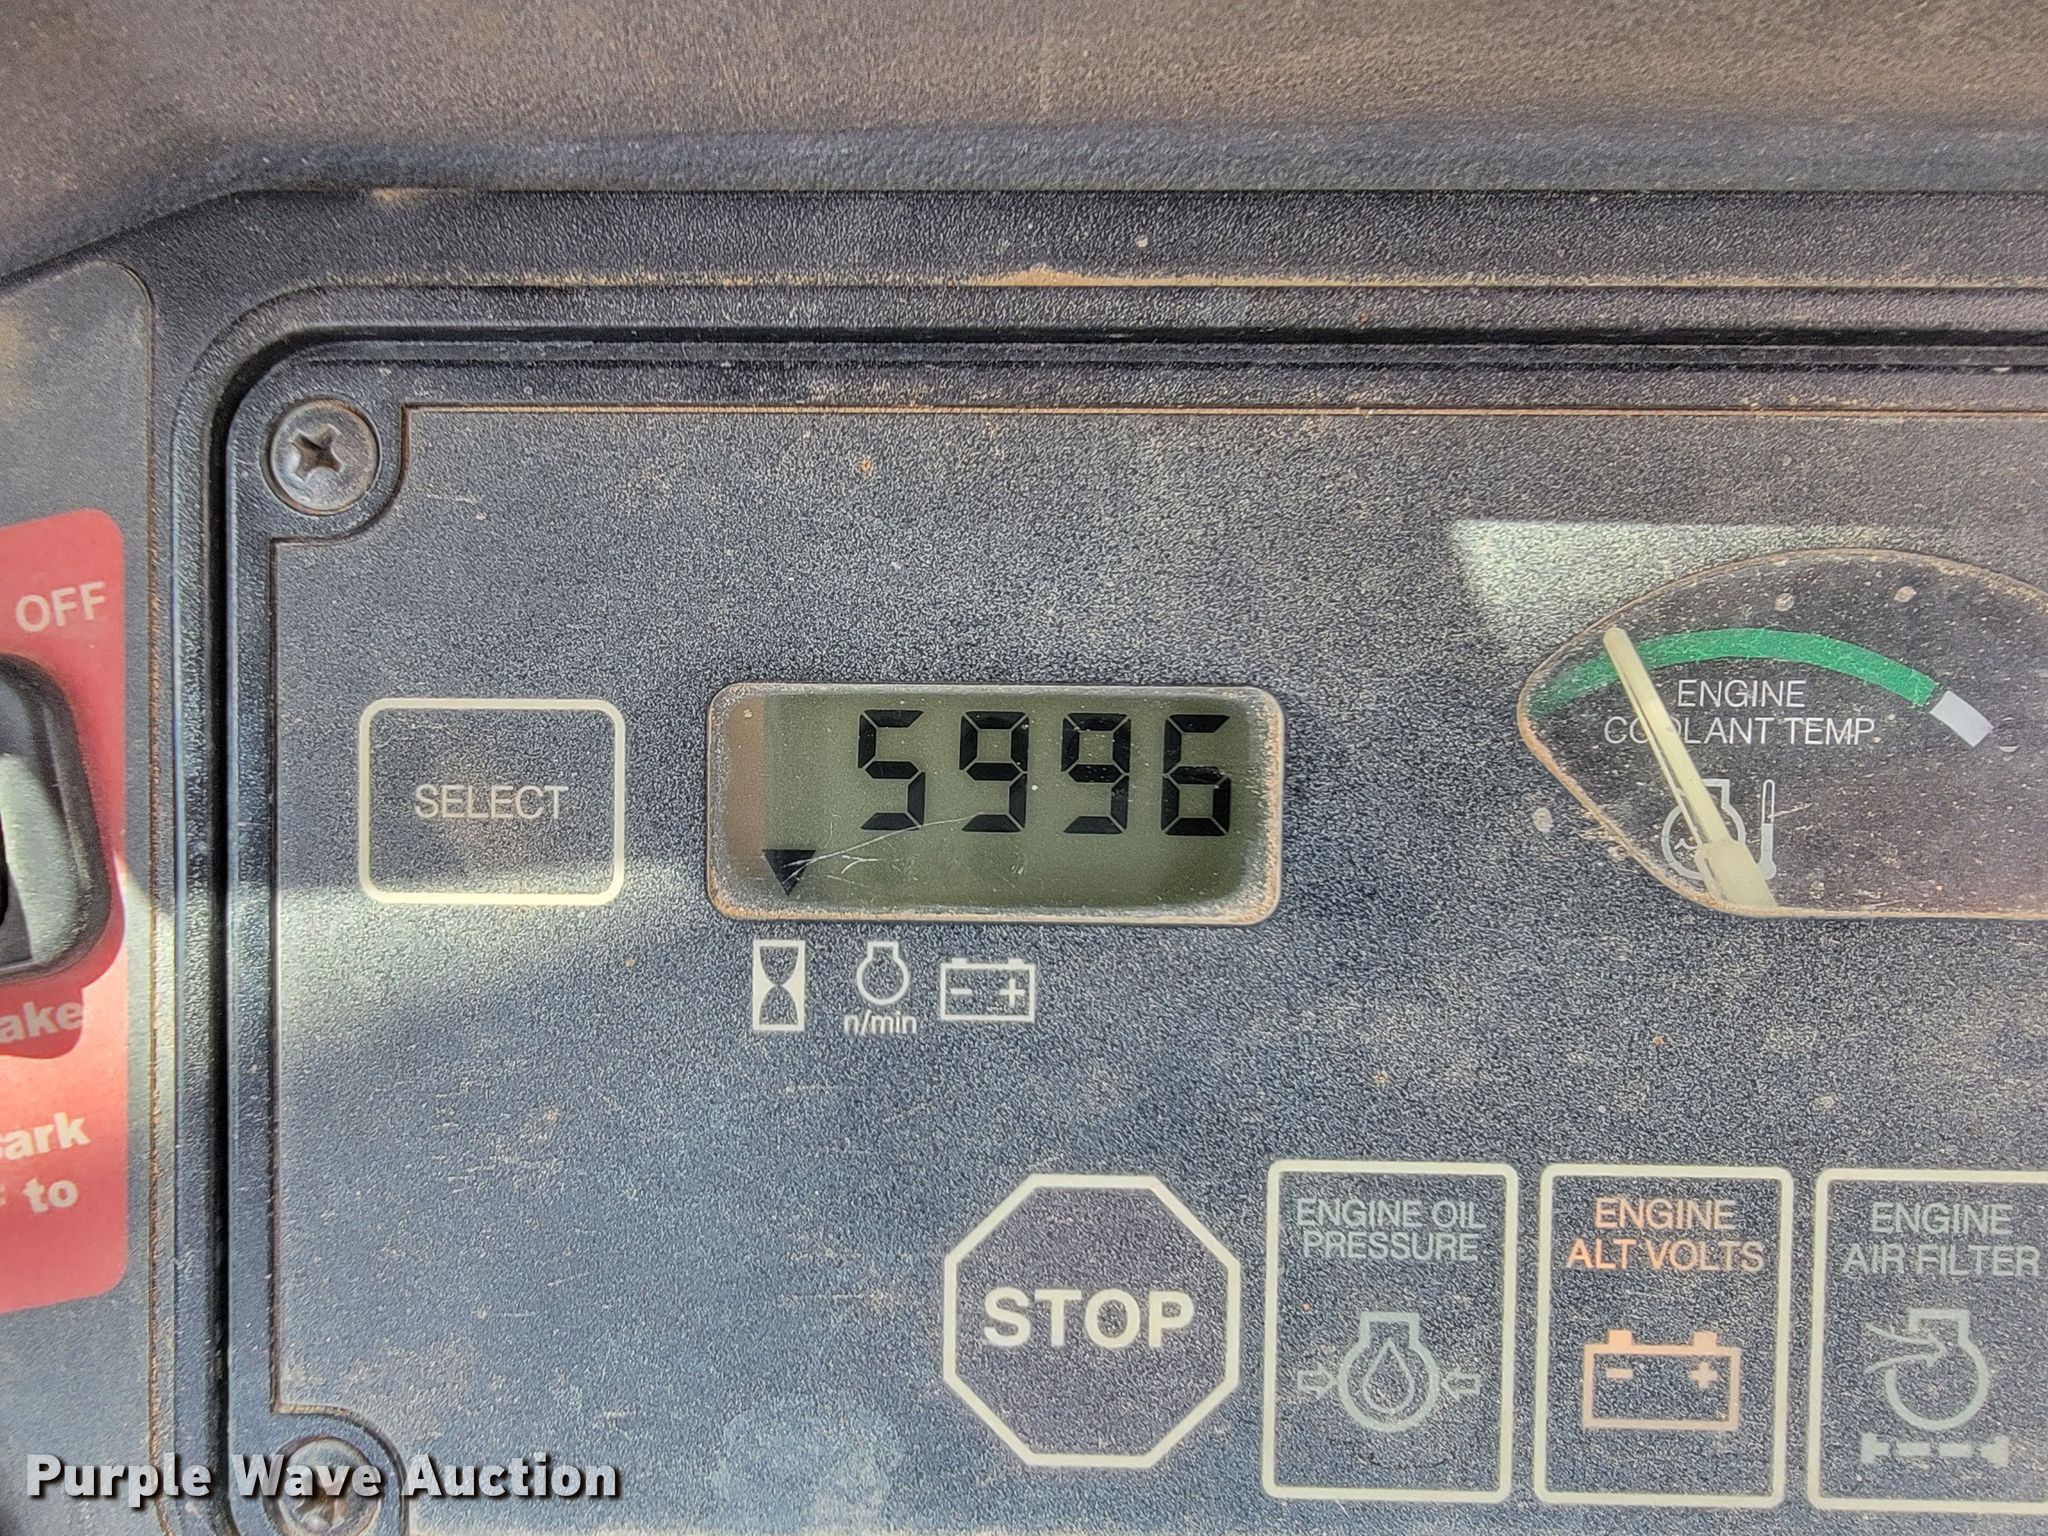 OFF
SELECT
5996
ENGINE
COOLANT TEMP
n/min
ake
ark
to
STOP
ENGINE OIL
PRESSURE
ENGINE
ALT VOLTS
ENGINE
AIR FILTER
Purple Wave Auction